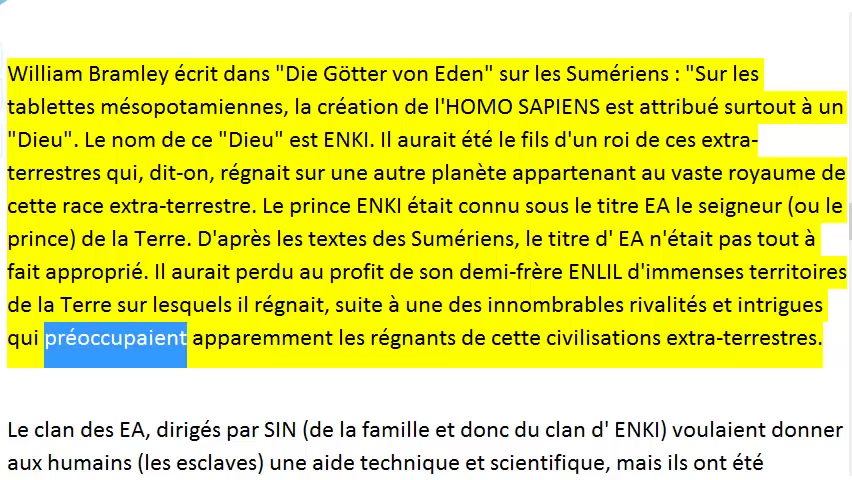 William Bramley écrit dans "Die Götter von Eden" sur les Sumériens : "Sur les
tablettes mésopotamiennes, la création de l'HOMO SAPIENS est attribué surtout à un
"Dieu". Le nom de ce "Dieu" est ENKI. Il aurait été le fils d'un roi de ces extra-
terrestres qui, dit-on, régnait sur une autre planète appartenant au vaste royaume de
cette race extra-terrestre. Le prince ENKI était connu sous le titre EA le seigneur (ou le
prince) de la Terre. D'après les textes des Sumériens, le titre d' EA n'était pas tout à
fait approprié. Il aurait perdu au profit de son demi-frère ENLIL d'immenses territoires
de la Terre sur lesquels il régnait, suite à une des innombrables rivalités et intrigues
qui préoccupaient apparemment les régnants de cette civilisations extra-terrestres.
Le clan des EA, dirigés par SIN (de la famille et donc du clan d' ENKI) voulaient donner
aux humains (les esclaves) une aide technique et scientifique, mais ils ont été